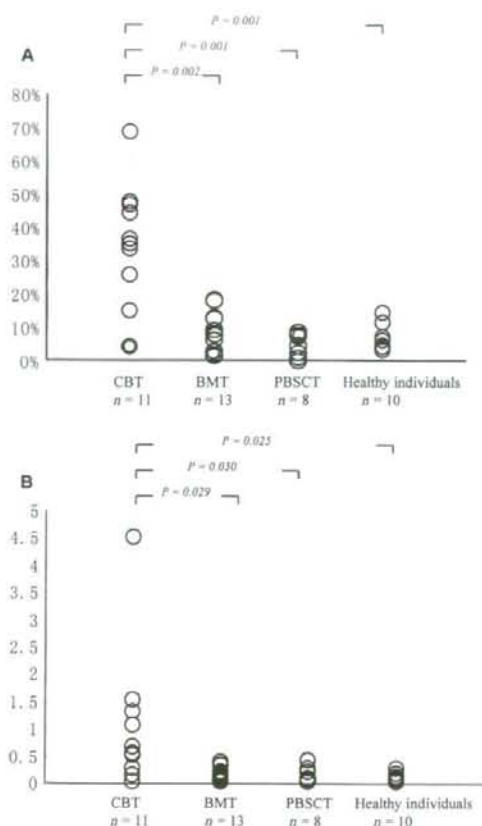 P = 0.001
A
P = 0.001
P = 0.002
80%
70%
60%
50%
40%
30%
20%
10%
0%
CBT BMT PBSCT Healthy individuals
n = 11 n = 13 n = 8 n = 10
P = 0.025
B
P = 0.030
P = 0.029
5
4.5
4
3.5
3
2.5
2
1.5
1
0.5
0
CBT BMT PBSCT Healthy individuals
n = 11 n = 13 n = 8 n = 10